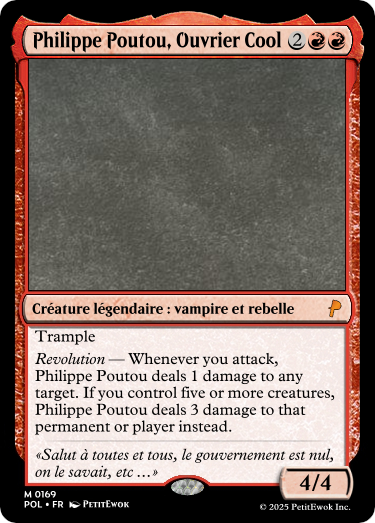 Philippe Poutou, Ouvrier Cool 2
Créature légendaire : vampire et rebelle
Trample
Revolution — Whenever you attack,
Philippe Poutou deals 1 damage to any
target. If you control five or more creatures,
Philippe Poutou deals 3 damage to that
permanent or player instead.
«Salut à toutes et tous, le gouvernement est nul,
on le savait, etc …»
4/4
M 0169
POL • FR PetitEwok
© 2025 PetitEwok Inc.